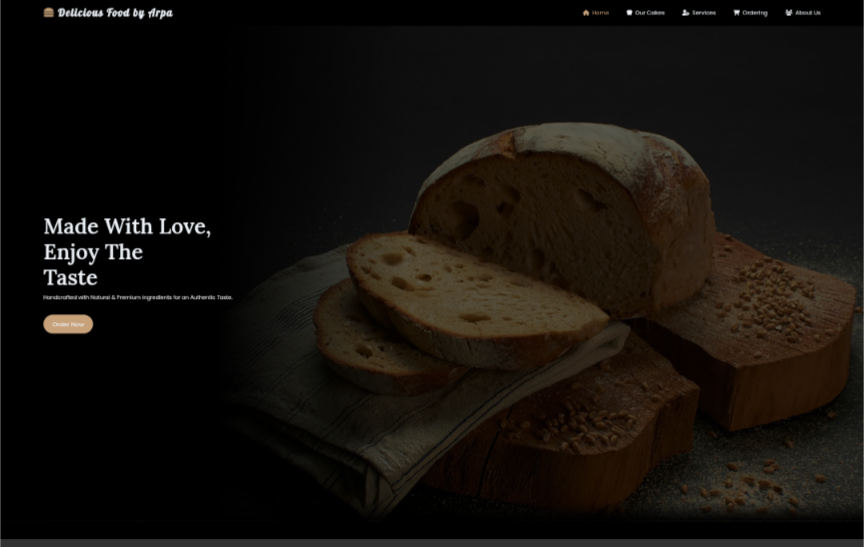 Delicious Food by Arpa
Home Our Cakes Services Ordering About Us
Made With Love,
Enjoy The
Taste
Handcrafted with Natural & Premium Ingredients for an Authentic Taste.
Order Now